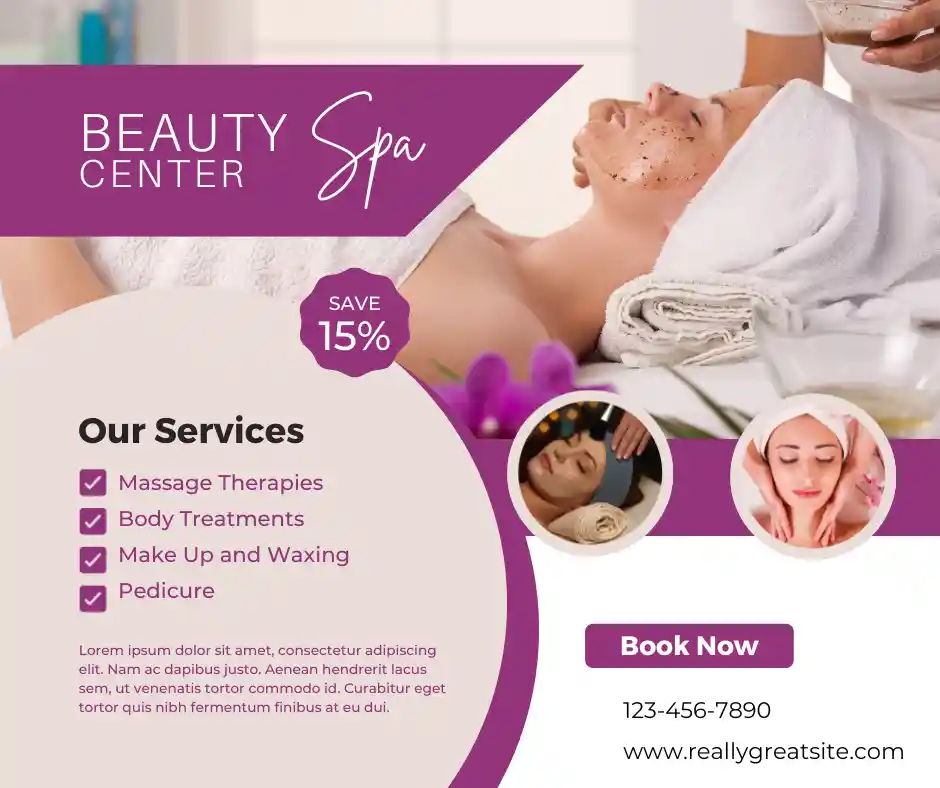 BEAUTY Spa
CENTER
SAVE
15%
Our Services
Massage Therapies
Body Treatments
Make Up and Waxing
Pedicure
Lorem ipsum dolor sit amet, consectetur adipiscing
elit. Nam ac dapibus justo. Aenean hendrerit lacus
sem, ut venenatis tortor commodo id. Curabitur eget
tortor quis nibh fermentum finibus at eu dui.
Book Now
123-456-7890
www.reallygreatsite.com